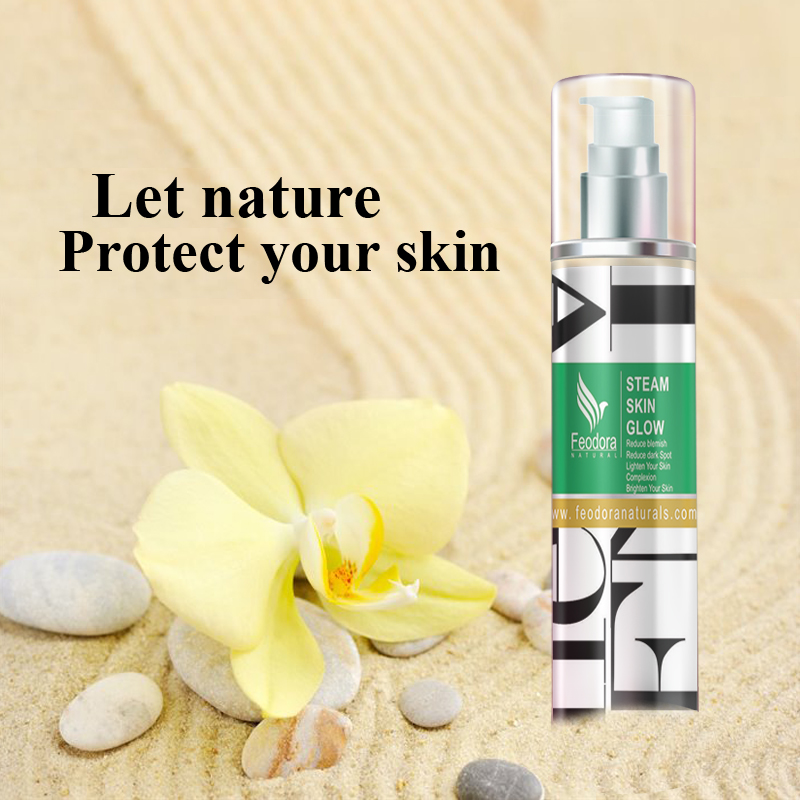 Let nature
Protect your skin
Feodora
NATURAL
STEAM
SKIN
GLOW
Reduce blemish
Reduce dark Spot
Lighten Your Skin
Complexion
Brighten Your Skin
www.feodoranaturals.com